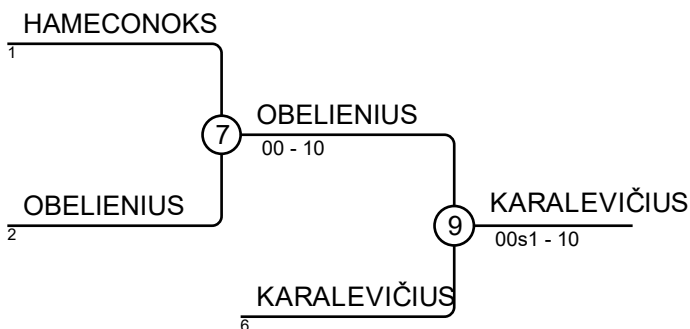 HAMECONOKS
1
7
OBELIENIUS
00 - 10
OBELIENIUS
2
9
KARALEVIČIUS
00s1 - 10
KARALEVIČIUS
6